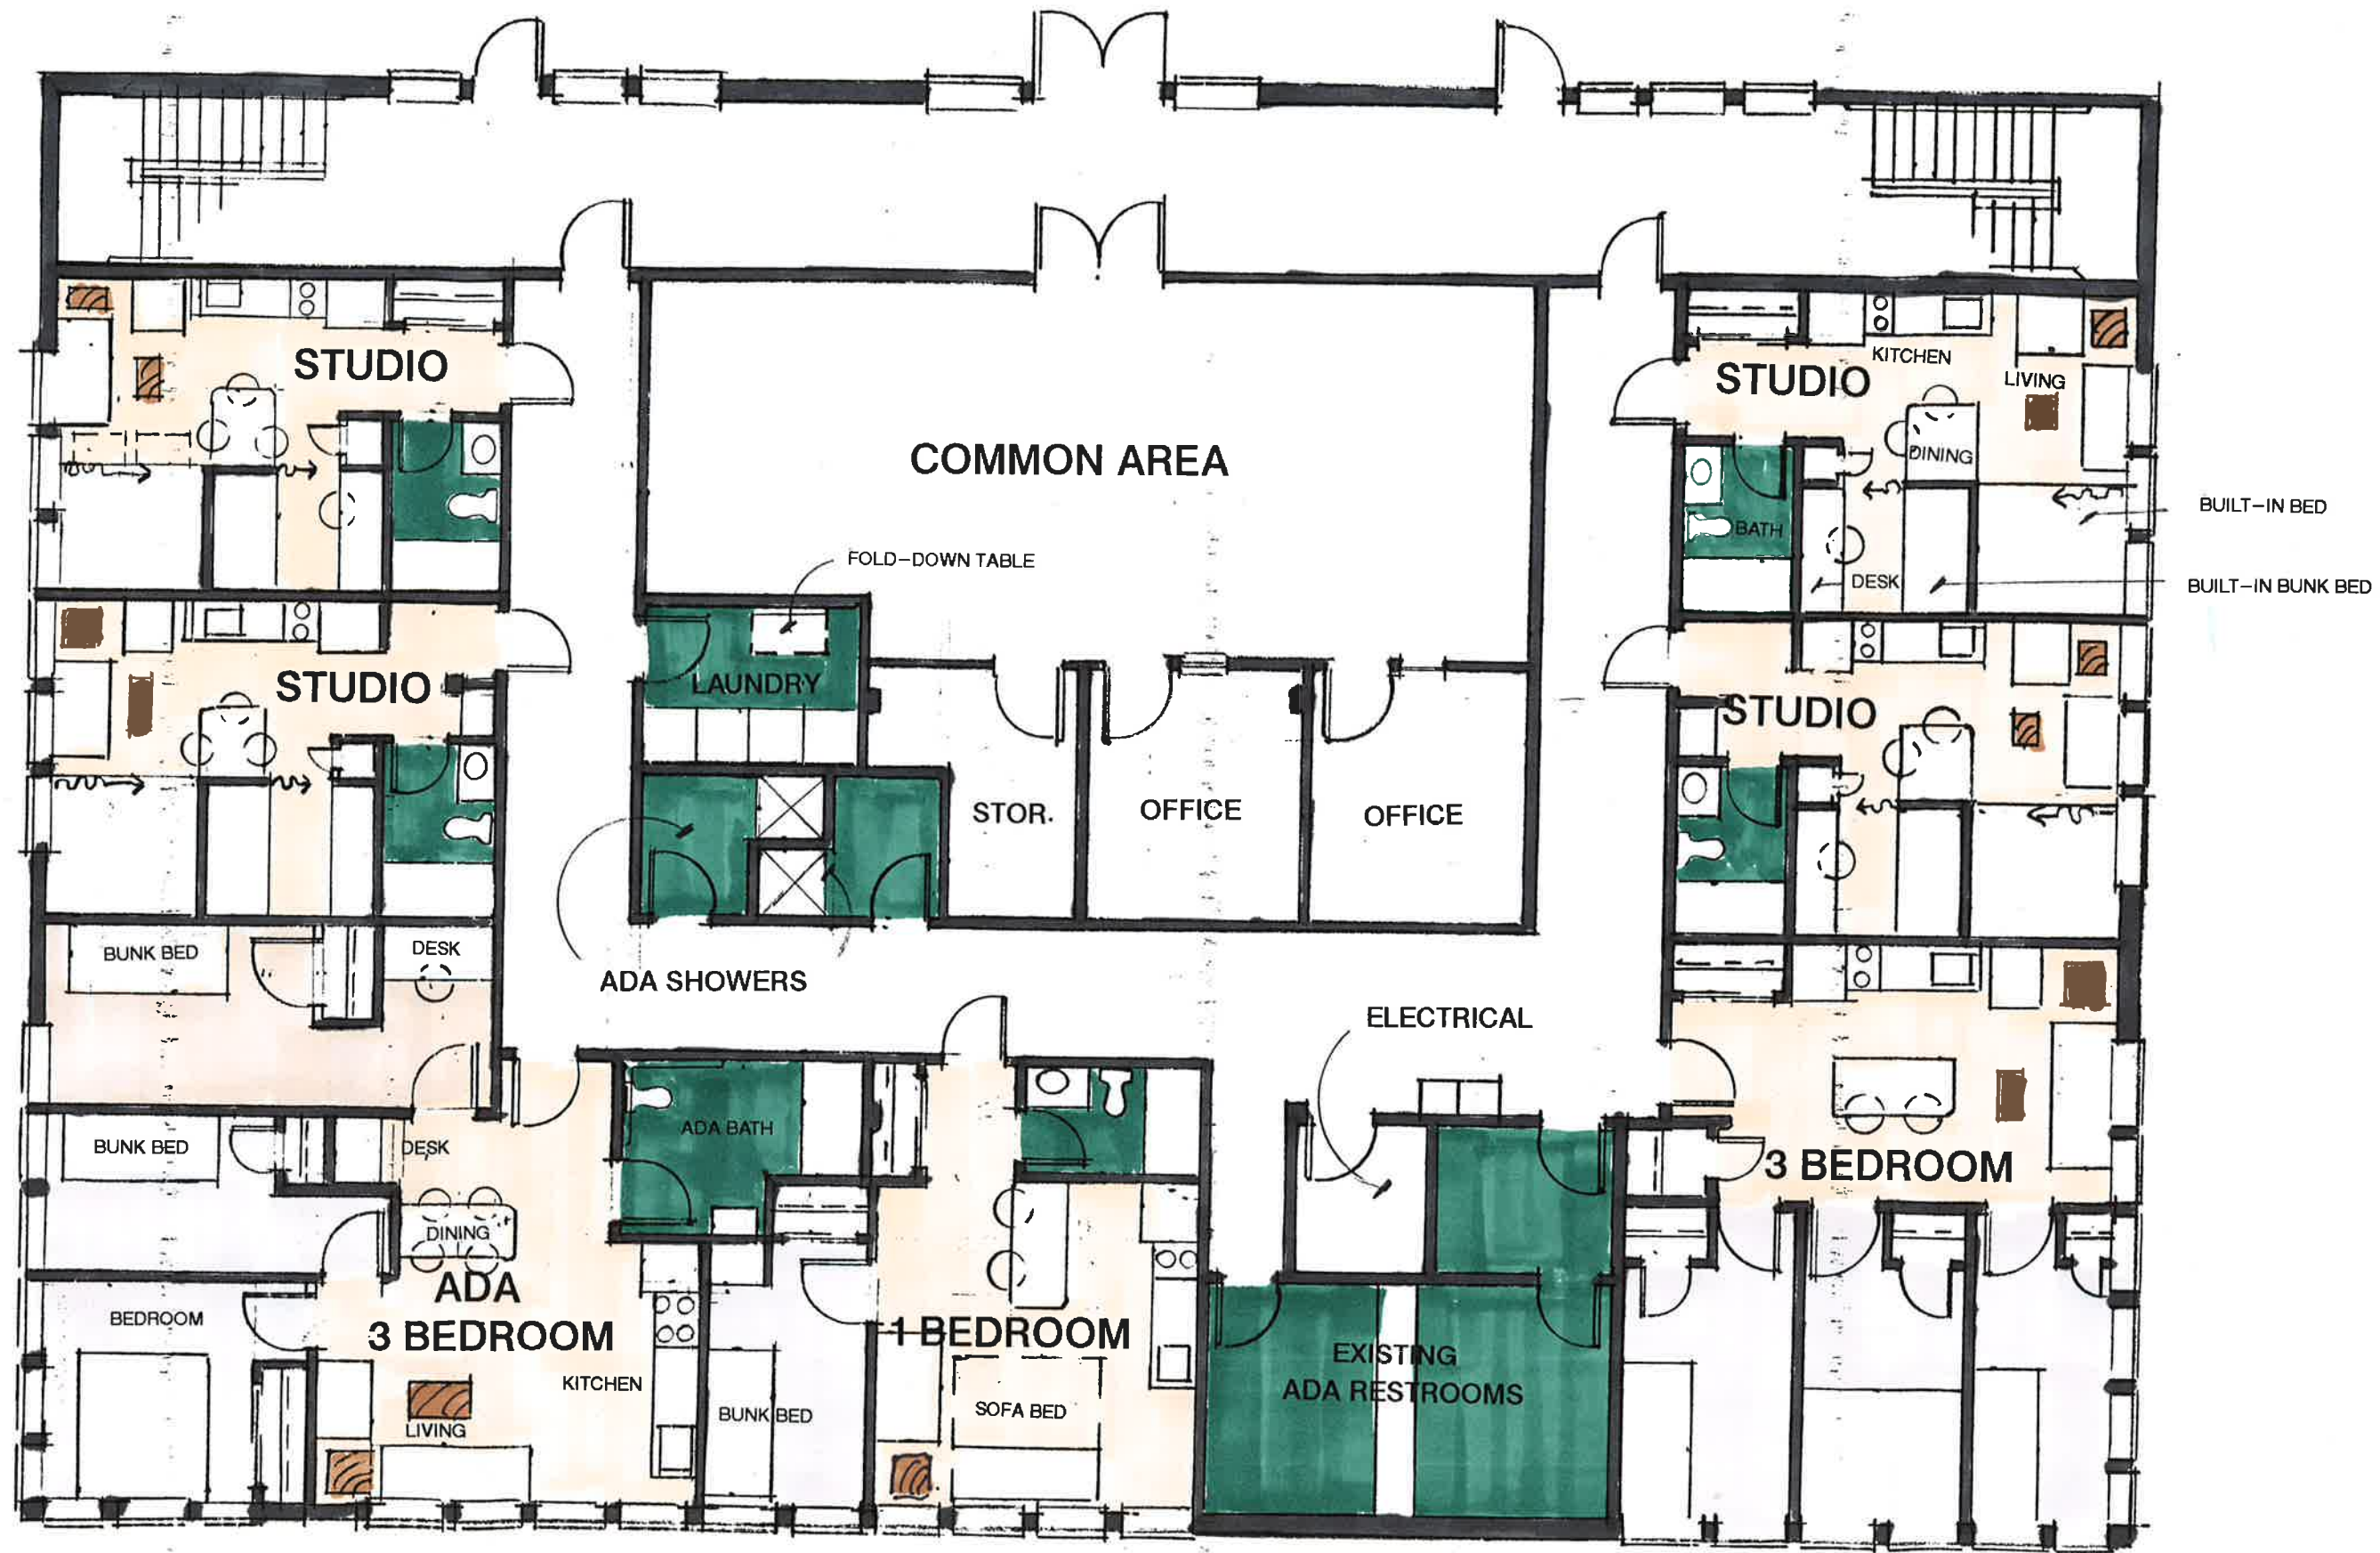 STUDIO
STUDIO
KITCHEN
LIVING
DINING
BATH
DESK
BUILT-IN BED
BUILT-IN BUNK BED
COMMON AREA
FOLD-DOWN TABLE
LAUNDRY
STUDIO
STUDIO
STOR.
OFFICE
OFFICE
ADA SHOWERS
ELECTRICAL
BUNK BED
DESK
BUNK BED
DESK
DINING
ADA
3 BEDROOM
BEDROOM
KITCHEN
LIVING
ADA BATH
BUNK BED
1 BEDROOM
SOFA BED
EXISTING
ADA RESTROOMS
3 BEDROOM